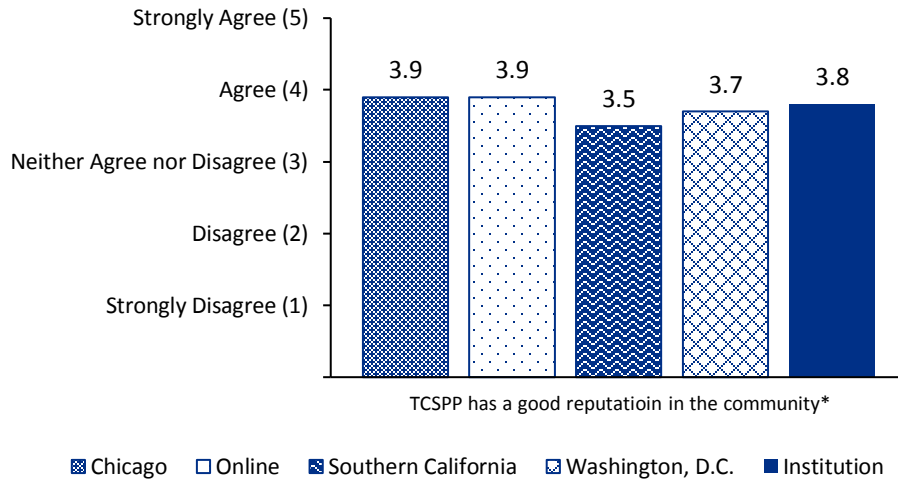 Strongly Agree (5)
Agree (4)
Neither Agree nor Disagree (3)
Disagree (2)
Strongly Disagree (1)
3.9
3.9
3.5
3.7
3.8
TCSPP has a good reputatioin in the community*
Chicago Online Southern California Washington, D.C. Institution